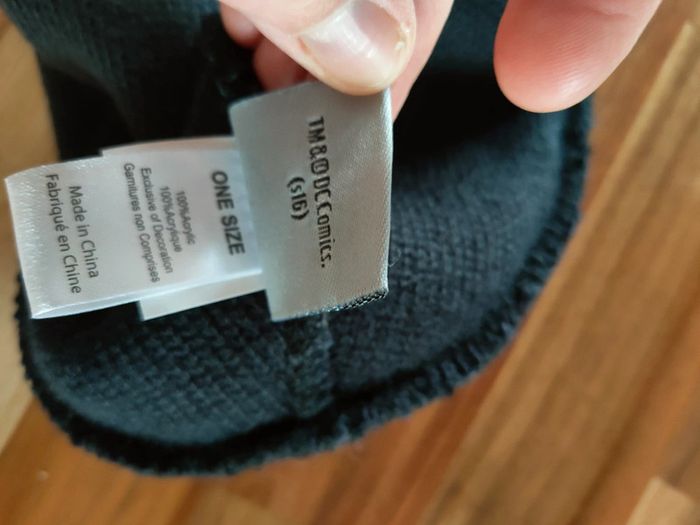 TM & © DC Comics.
(s16)
ONE SIZE
100%Acrylic
100%Acrylique
Exclusive of Decoration
Garnitures non Comprises
Made in China
Fabriqué en Chine